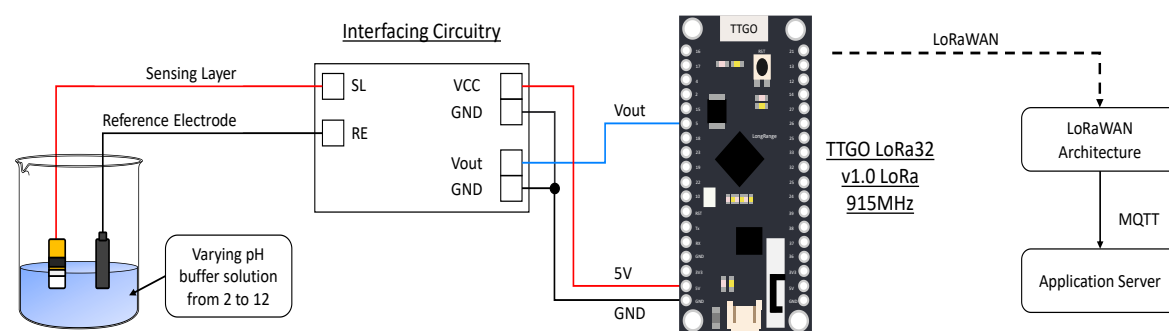 Interfacing Circuitry
Sensing Layer
Reference Electrode
SL
RE
VCC
GND
Vout
GND
Vout
5V
GND
TTGO
LongRange
LoRaWAN
TTGO LoRa32
v1.0 LoRa
915MHz
LoRaWAN
Architecture
MQTT
Application Server
Varying pH
buffer solution
from 2 to 12